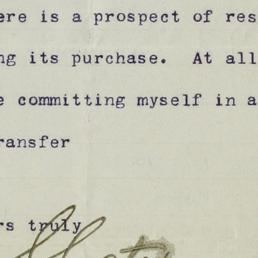 ere is a prospect of res
ng its purchase.  At all
e committing myself in a
ransfer
rs truly